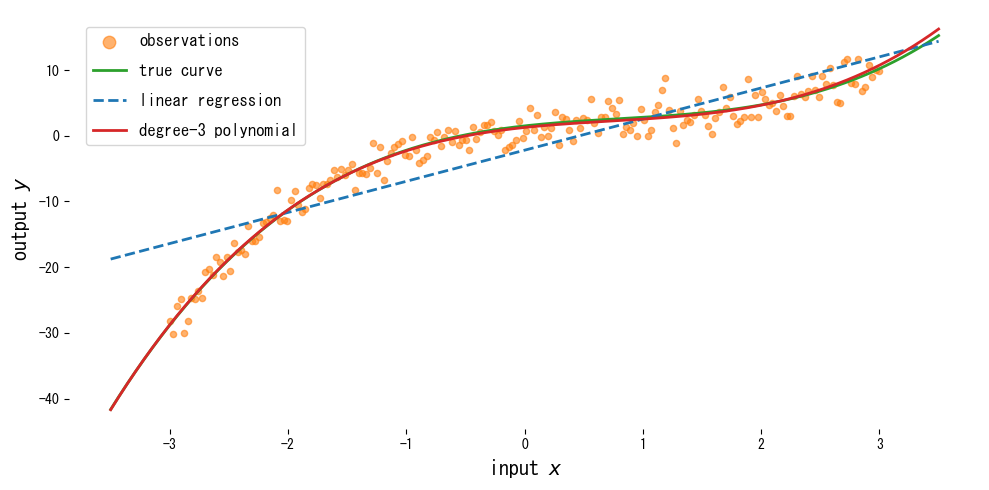 observations
true curve
linear regression
degree-3 polynomial
output y
10
0
−10
−20
−30
−40
−3
−2
−1
0
1
2
3
input x